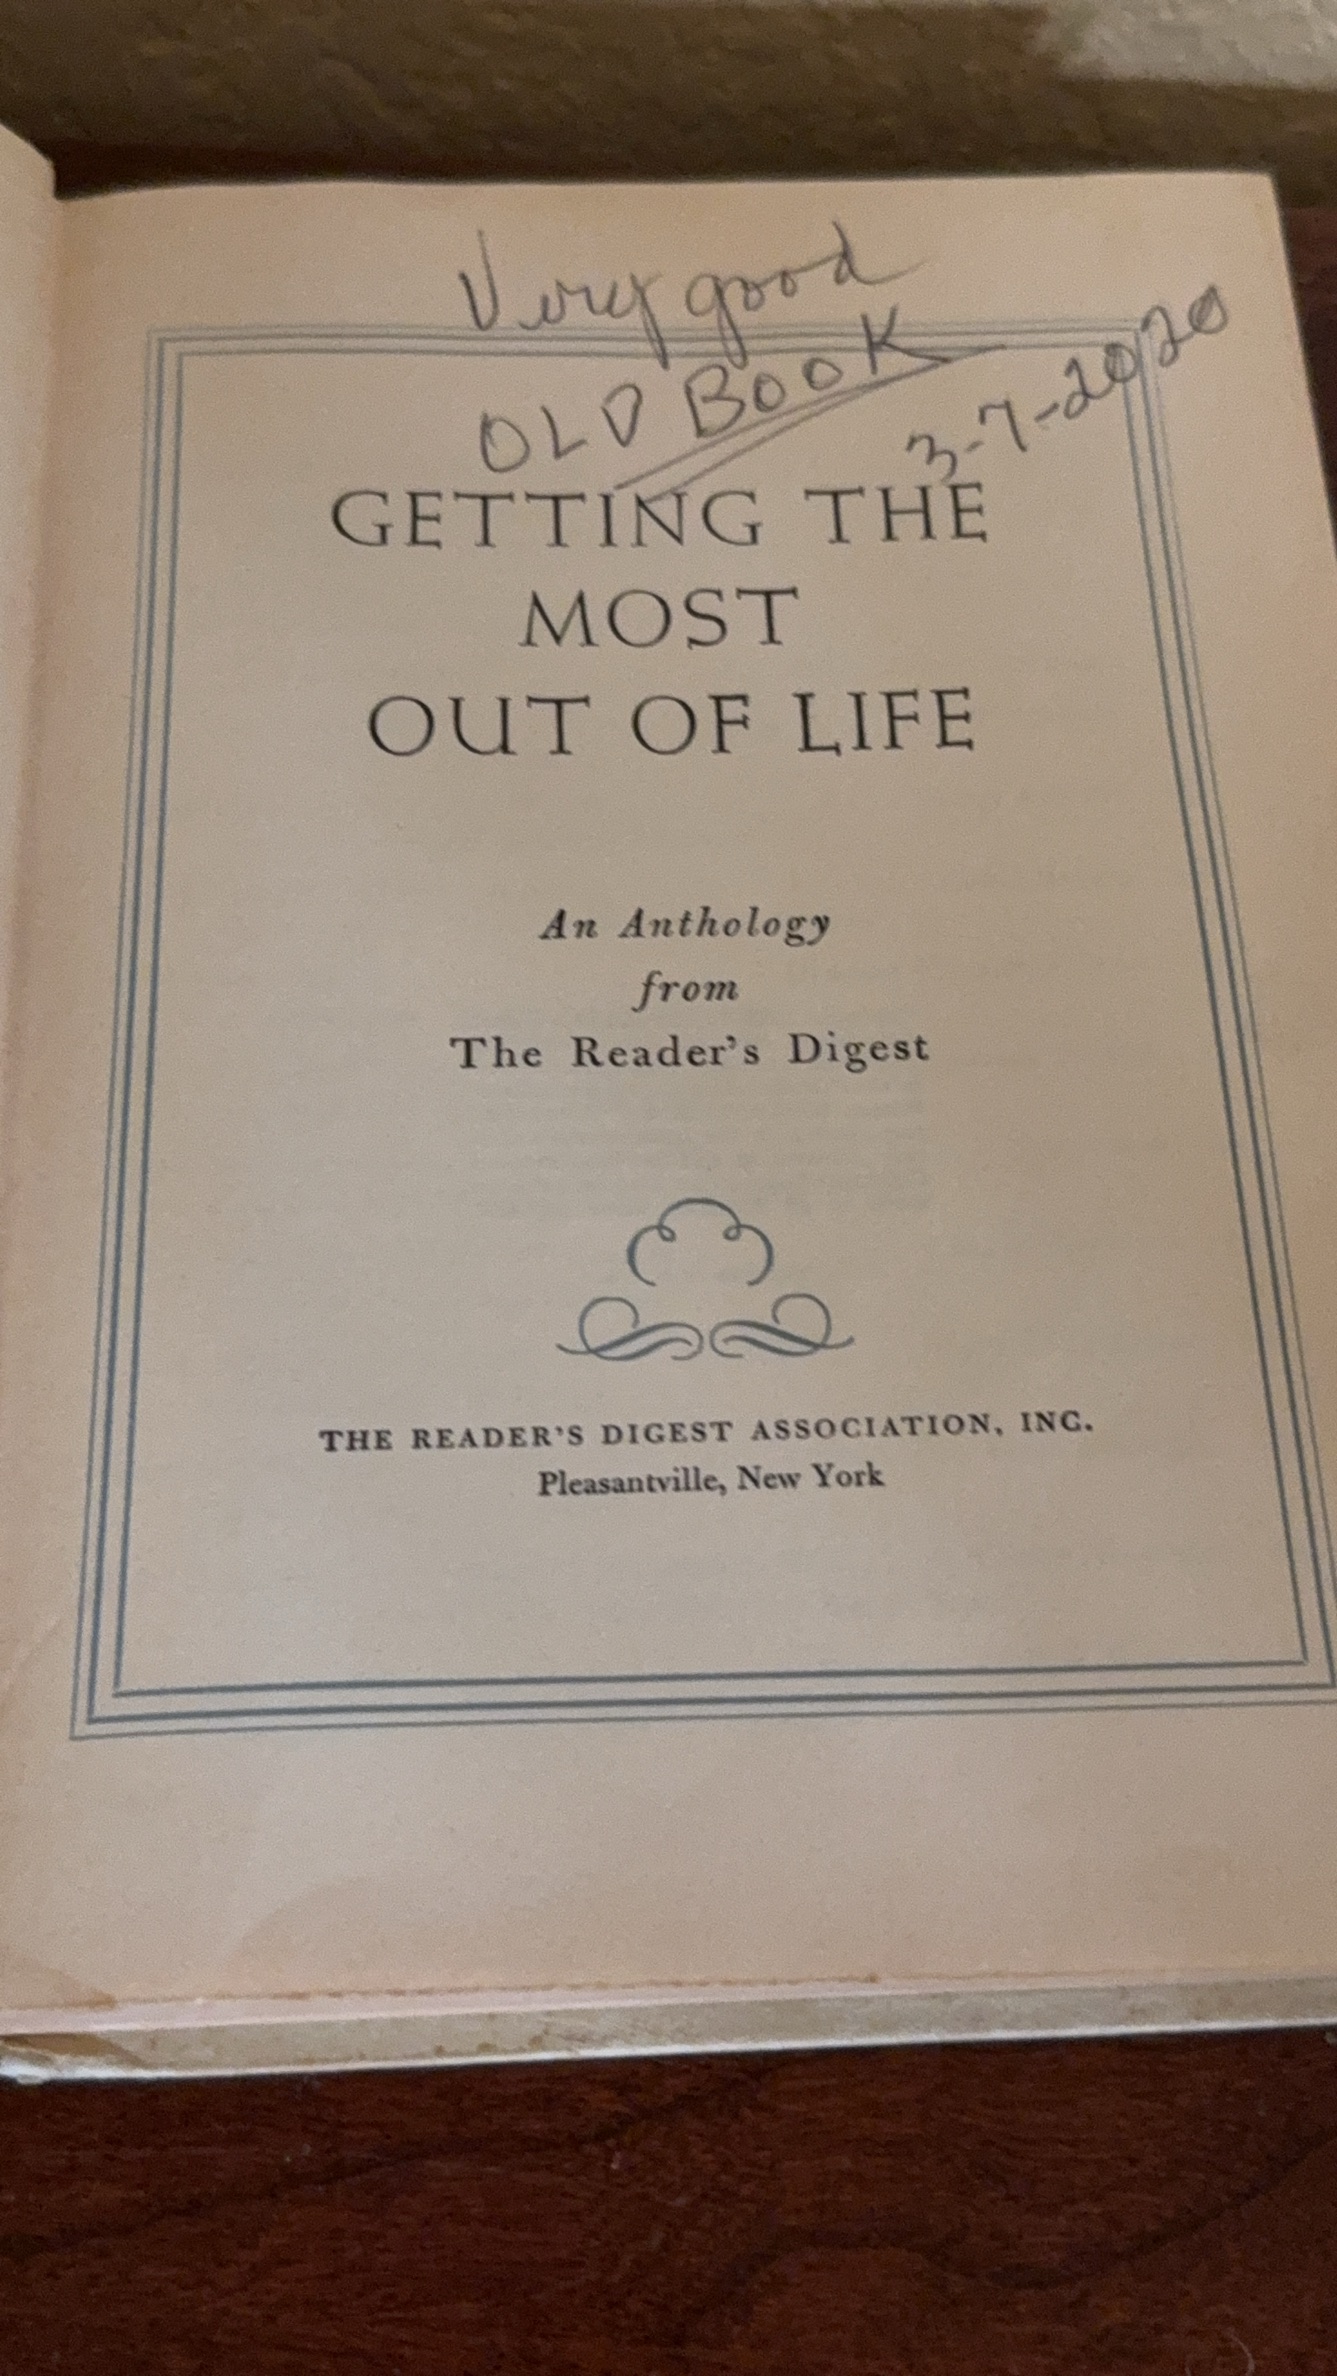 Very good
OLD BOOK
3-7-2020
GETTING THE
MOST
OUT OF LIFE
An Anthology
from
The Reader's Digest
THE READER'S DIGEST ASSOCIATION, INC.
Pleasantville, New York